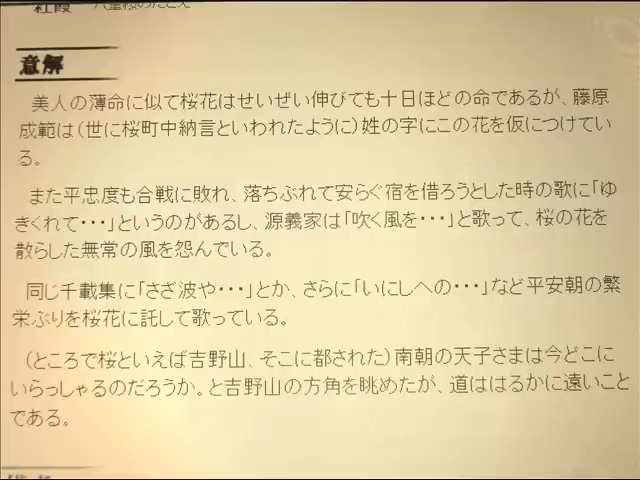 紅霞
意解
美人の薄命に似て桜花はせいぜい伸びても十日ほどの命であるが、藤原
成範は（世に桜町中納言といわれたように）姓の字にこの花を仮につけてい
る。
また平忠度も合戦に敗れ、落ちぶれて安らぐ宿を借ろうとした時の歌に「ゆ
きくれて・・・」というのがあるし、源義家は「吹く風を・・・」と歌って、桜の花を
散らした無常の風を怨んでいる。
同じ千載集に「さざ波や・・・」とか、さらに「いにしへの・・・」など平安朝の繁
栄ぶりを桜花に託して歌っている。
（ところで桜といえば吉野山、そこに都された）南朝の天子さまは今どこに
いらっしゃるのだろうか。と吉野山の方角を眺めたが、道ははるかに遠いこと
である。